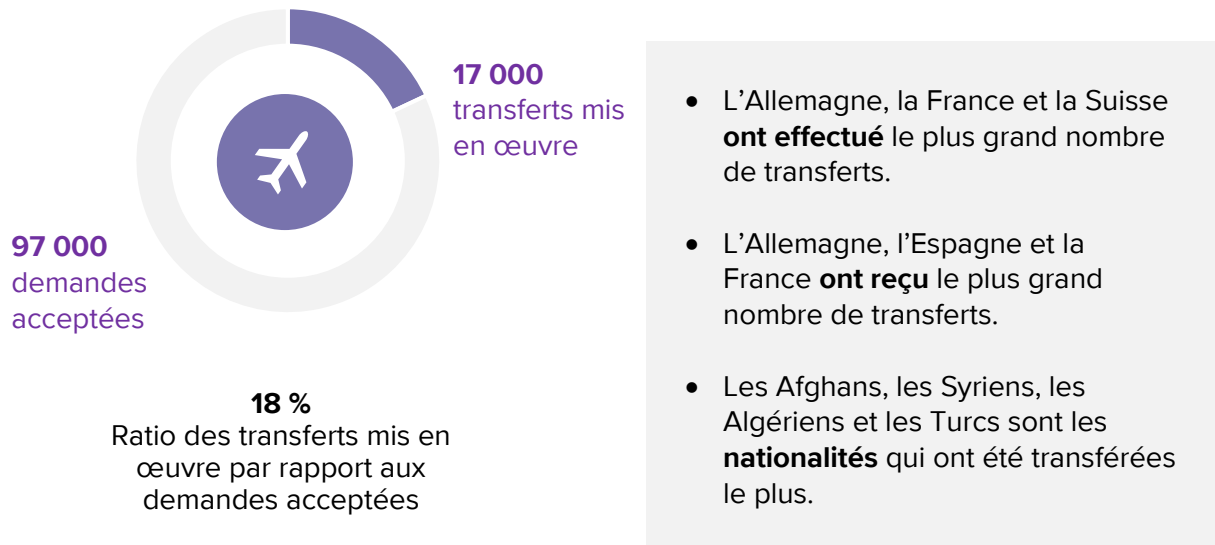 17 000
transferts mis
en œuvre
97 000
demandes
acceptées
18 %
Ratio des transferts mis en
œuvre par rapport aux
demandes acceptées
• L’Allemagne, la France et la Suisse
ont effectué le plus grand nombre
de transferts.
• L’Allemagne, l’Espagne et la
France ont reçu le plus grand
nombre de transferts.
• Les Afghans, les Syriens, les
Algériens et les Turcs sont les
nationalités qui ont été transférées
le plus.